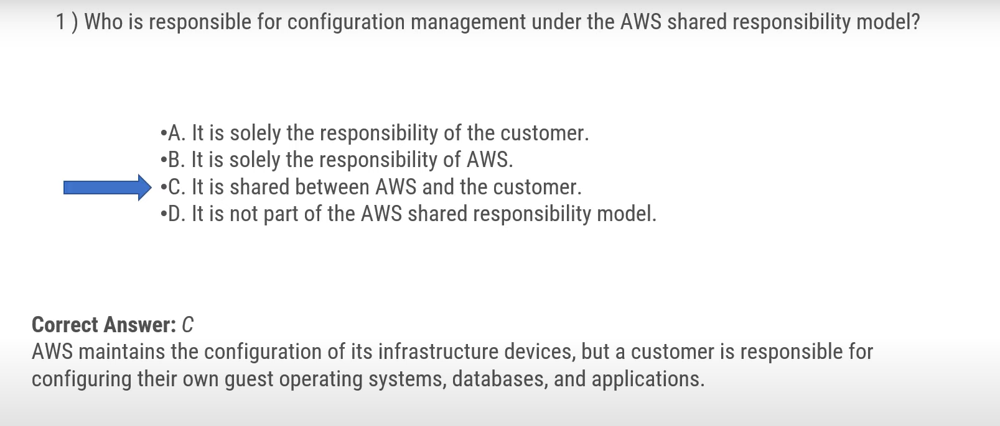 1 ) Who is responsible for configuration management under the AWS shared responsibility model?
•A. It is solely the responsibility of the customer.
•B. It is solely the responsibility of AWS.
•C. It is shared between AWS and the customer.
•D. It is not part of the AWS shared responsibility model.
Correct Answer: C
AWS maintains the configuration of its infrastructure devices, but a customer is responsible for
configuring their own guest operating systems, databases, and applications.